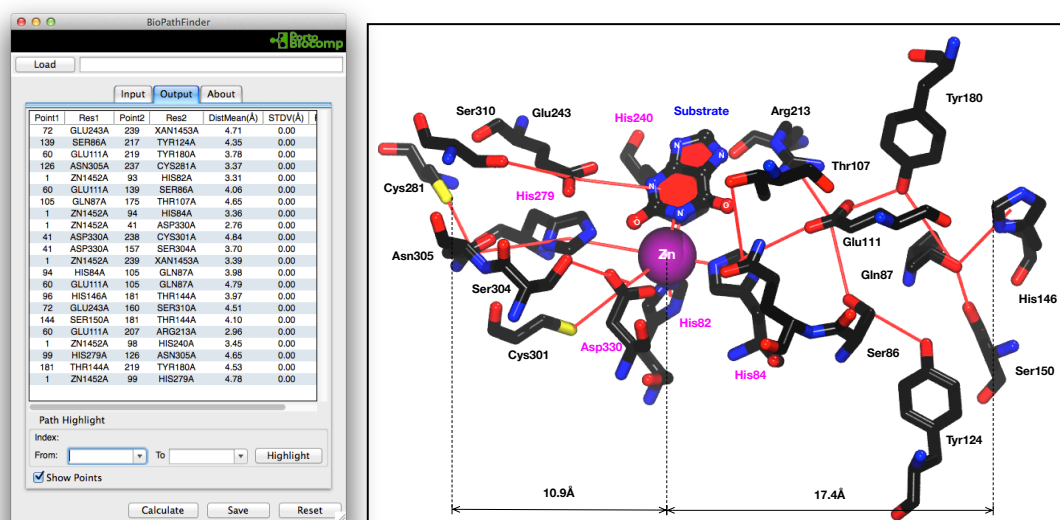 BioPathFinder
Porto
Biocomp
Load
Input Output About
Point1 Res1 Point2 Res2 DistMean(Å) STDV(Å)
72 GLU243A 239 XAN1453A 4.71 0.00
139 SER86A 217 TYR124A 4.35 0.00
60 GLU111A 219 TYR180A 3.78 0.00
126 ASN305A 237 CYS281A 3.37 0.00
1 ZN1452A 93 HIS82A 3.31 0.00
60 GLU111A 139 SER86A 4.06 0.00
105 GLN87A 175 THR107A 4.65 0.00
1 ZN1452A 94 HIS84A 3.36 0.00
1 ZN1452A 41 ASP330A 2.76 0.00
41 ASP330A 238 CYS301A 4.84 0.00
41 ASP330A 157 SER304A 3.70 0.00
1 ZN1452A 239 XAN1453A 3.39 0.00
94 HIS84A 105 GLN87A 3.98 0.00
60 GLU111A 105 GLN87A 4.79 0.00
96 HIS146A 181 THR144A 3.97 0.00
72 GLU243A 160 SER310A 4.51 0.00
144 SER150A 181 THR144A 4.10 0.00
60 GLU111A 207 ARG213A 2.96 0.00
1 ZN1452A 98 HIS240A 3.45 0.00
99 HIS279A 126 ASN305A 4.65 0.00
181 THR144A 219 TYR180A 4.53 0.00
1 ZN1452A 99 HIS279A 4.78 0.00
Path Highlight
Index:
From: To Highlight
Show Points
Calculate Save Reset
Ser310
Glu243
His240
Substrate
Arg213
Tyr180
Thr107
Cys281
His279
N
N
N
N
O
O
Zn
Asn305
Ser304
Glu111
Gln87
His146
His82
Cys301
Asp330
His84
Ser86
Ser150
Tyr124
10.9Å
17.4Å